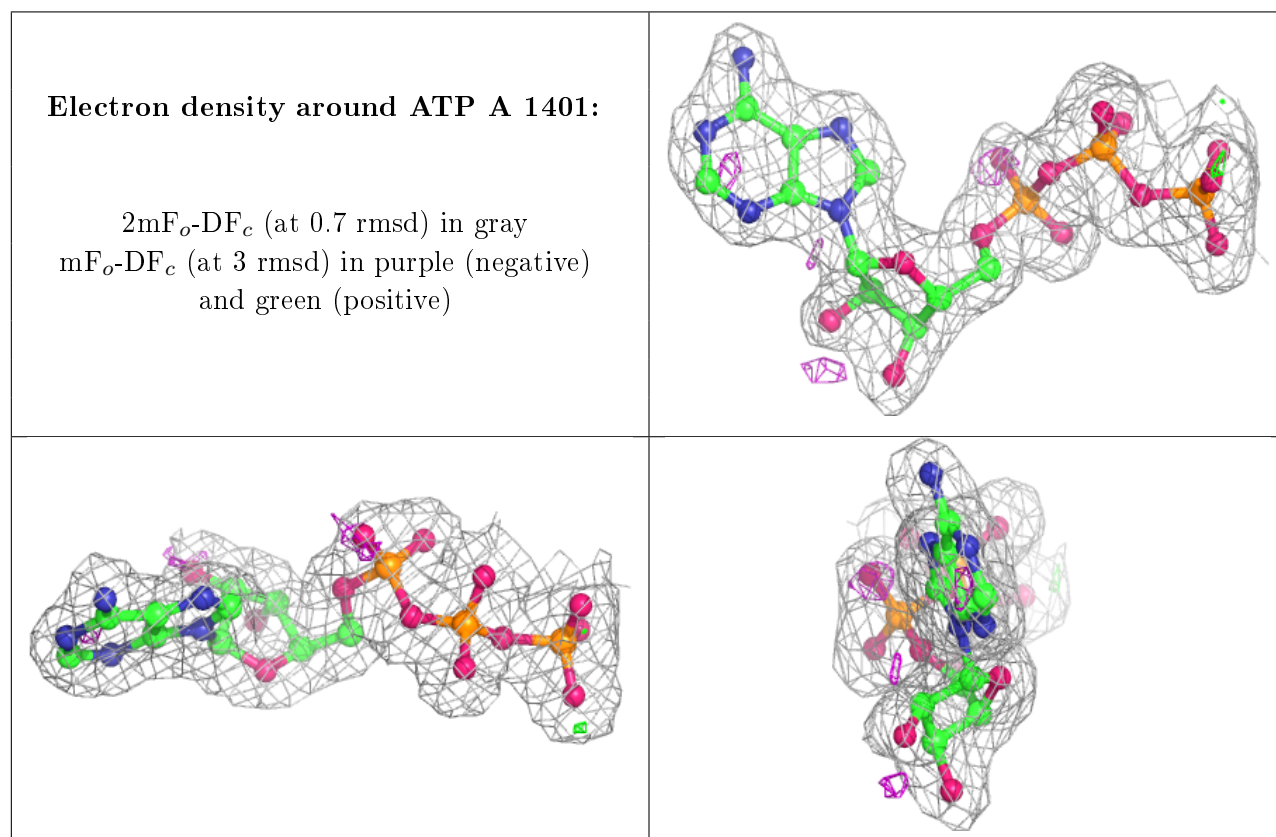 Electron density around ATP A 1401:
2mFₒ-DF𝒸 (at 0.7 rmsd) in gray
mFₒ-DF𝒸 (at 3 rmsd) in purple (negative)
and green (positive)